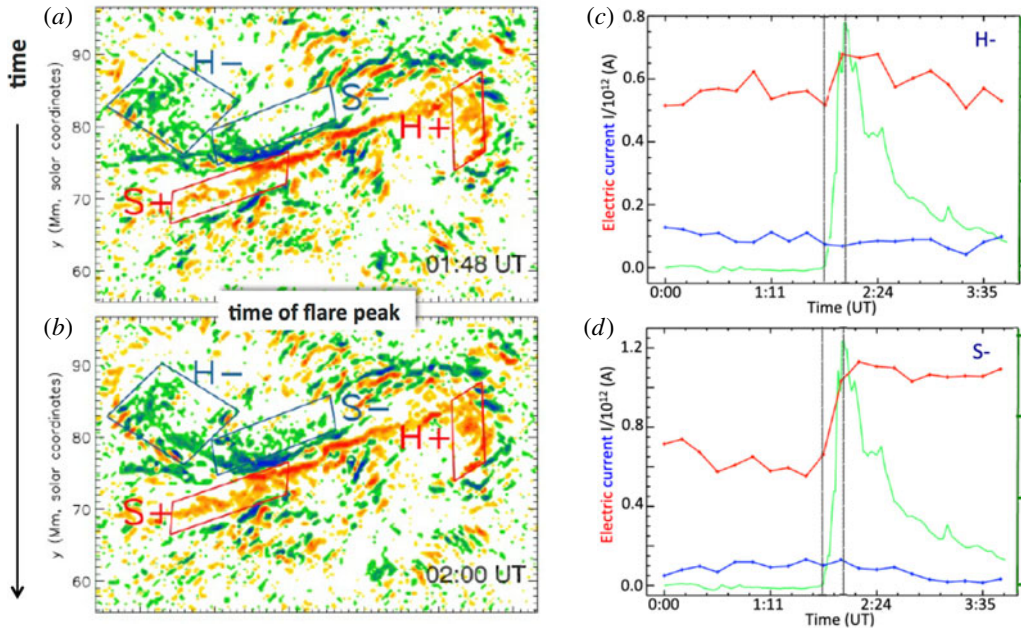 (a)
time
y (Mm, solar coordinates)
90
80
70
60
H−
S−
H+
S+
01:48 UT
time of flare peak
(b)
y (Mm, solar coordinates)
90
80
70
60
H−
S−
H+
S+
02:00 UT
(c)
Electric current I/10¹² (A)
0.8
0.6
0.4
0.2
0.0
H-
0:00 1:11 2:24 3:35
Time (UT)
(d)
Electric current I/10¹² (A)
1.2
0.8
0.4
0.0
S-
0:00 1:11 2:24 3:35
Time (UT)